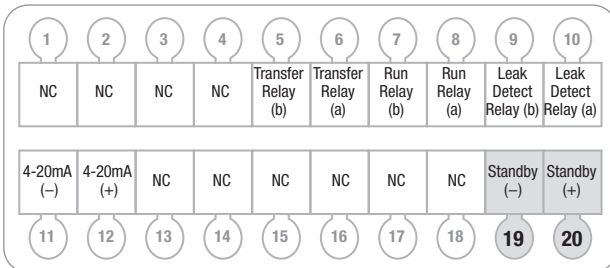 1 2 3 4 5 6 7 8 9 10
NC NC NC NC Transfer Relay (b) Transfer Relay (a) Run Relay (b) Run Relay (a) Leak Detect Relay (b) Leak Detect Relay (a)
4-20mA (–) 4-20mA (+) NC NC NC NC NC NC Standby (–) Standby (+)
11 12 13 14 15 16 17 18 19 20